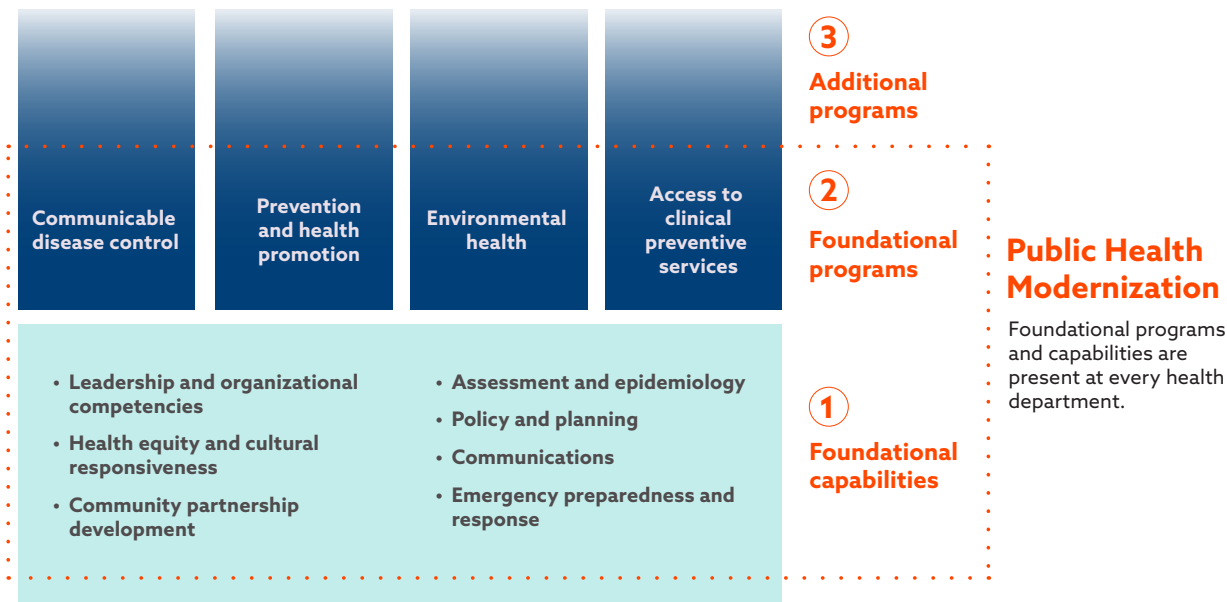 3
Additional
programs
Communicable
disease control
Prevention
and health
promotion
Environmental
health
Access to
clinical
preventive
services
2
Foundational
programs
Public Health
Modernization
Foundational programs
and capabilities are
present at every health
department.
• Leadership and organizational
competencies
• Health equity and cultural
responsiveness
• Community partnership
development
• Assessment and epidemiology
• Policy and planning
• Communications
• Emergency preparedness and
response
1
Foundational
capabilities